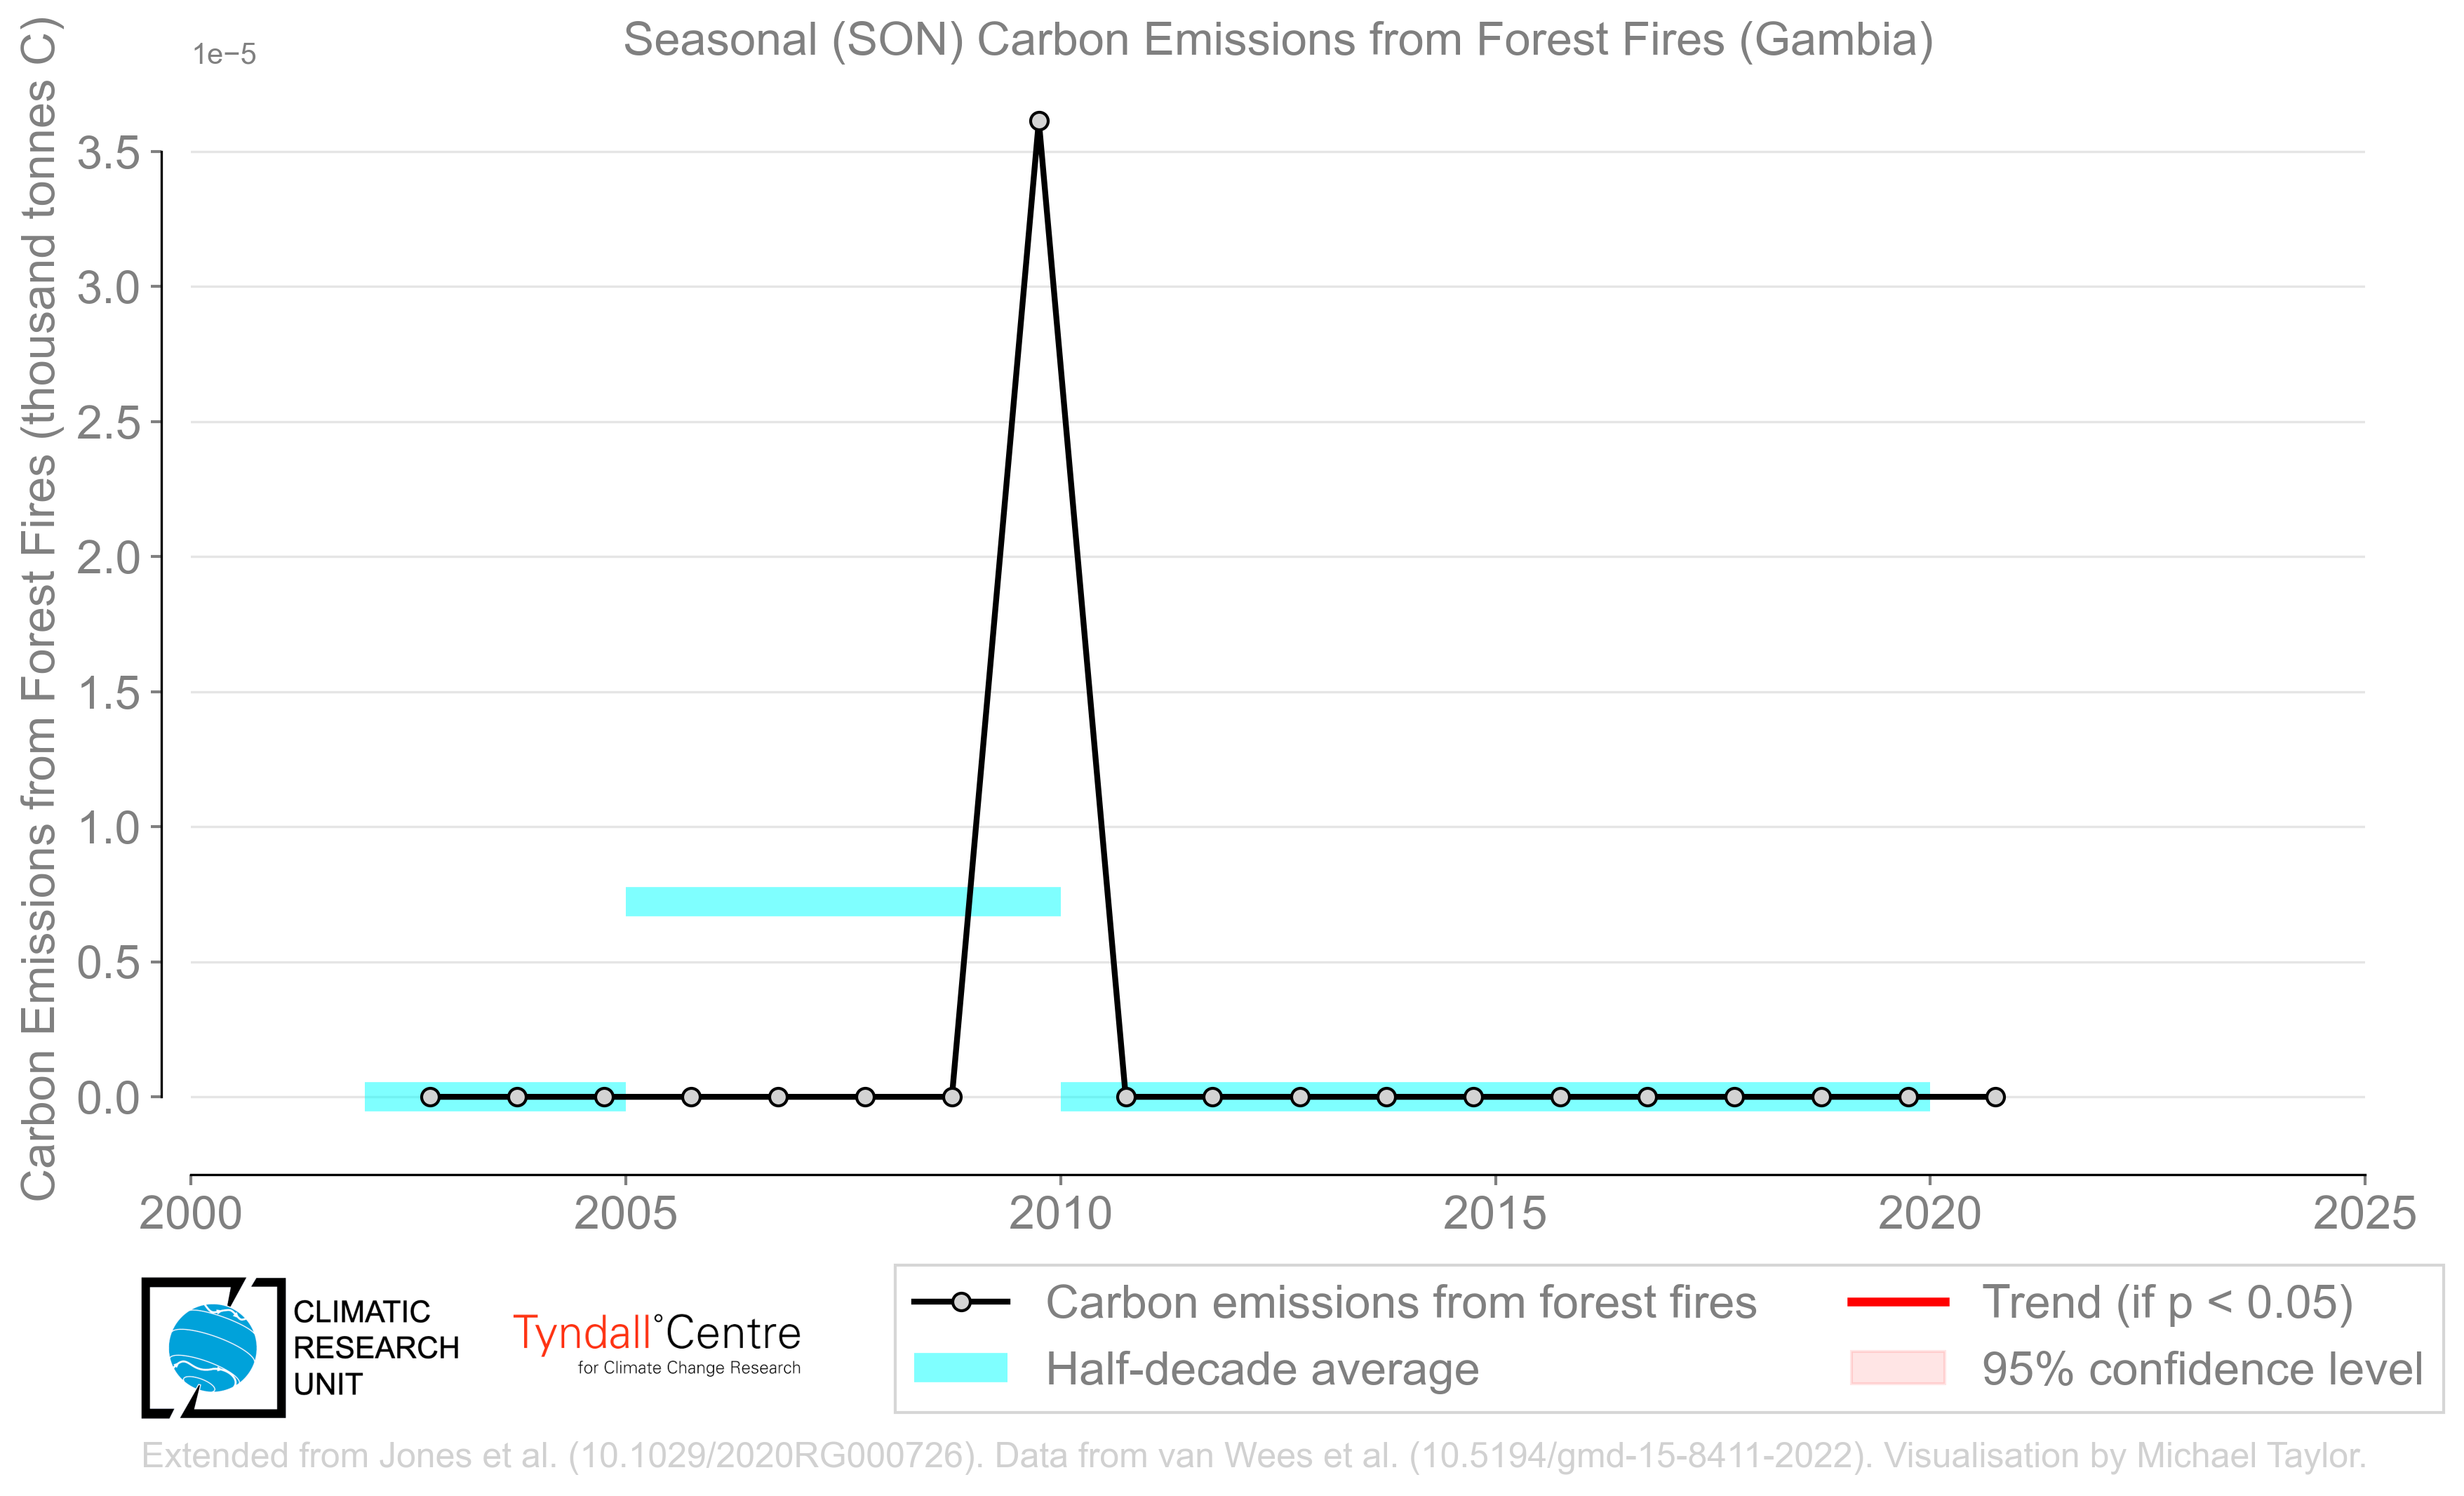 Seasonal (SON) Carbon Emissions from Forest Fires (Gambia)
1e−5
Carbon Emissions from Forest Fires (thousand tonnes C)
3.5
3.0
2.5
2.0
1.5
1.0
0.5
0.0
2000 2005 2010 2015 2020 2025
CLIMATIC
RESEARCH
UNIT
Tyndall°Centre
for Climate Change Research
Carbon emissions from forest fires
Half-decade average
Trend (if p < 0.05)
95% confidence level
Extended from Jones et al. (10.1029/2020RG000726). Data from van Wees et al. (10.5194/gmd-15-8411-2022). Visualisation by Michael Taylor.